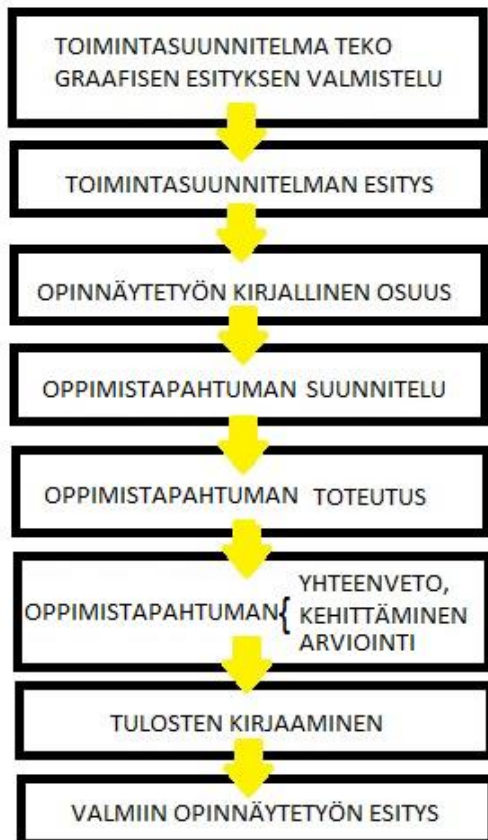 TOIMINTASUUNNITELMA TEKO
GRAAFISEN ESITYKSEN VALMISTELU
TOIMINTASUUNNITELMAN ESITYS
OPINNÄYTETYÖN KIRJALLINEN OSUUS
OPPIMISTAPAHTUMAN SUUNNITELU
OPPIMISTAPAHTUMAN TOTEUTUS
OPPIMISTAPAHTUMAN { YHTEENVETO,
KEHITTÄMINEN
ARVIOINTI
TULOSTEN KIRJAAMINEN
VALMIIN OPINNÄYTETYÖN ESITYS